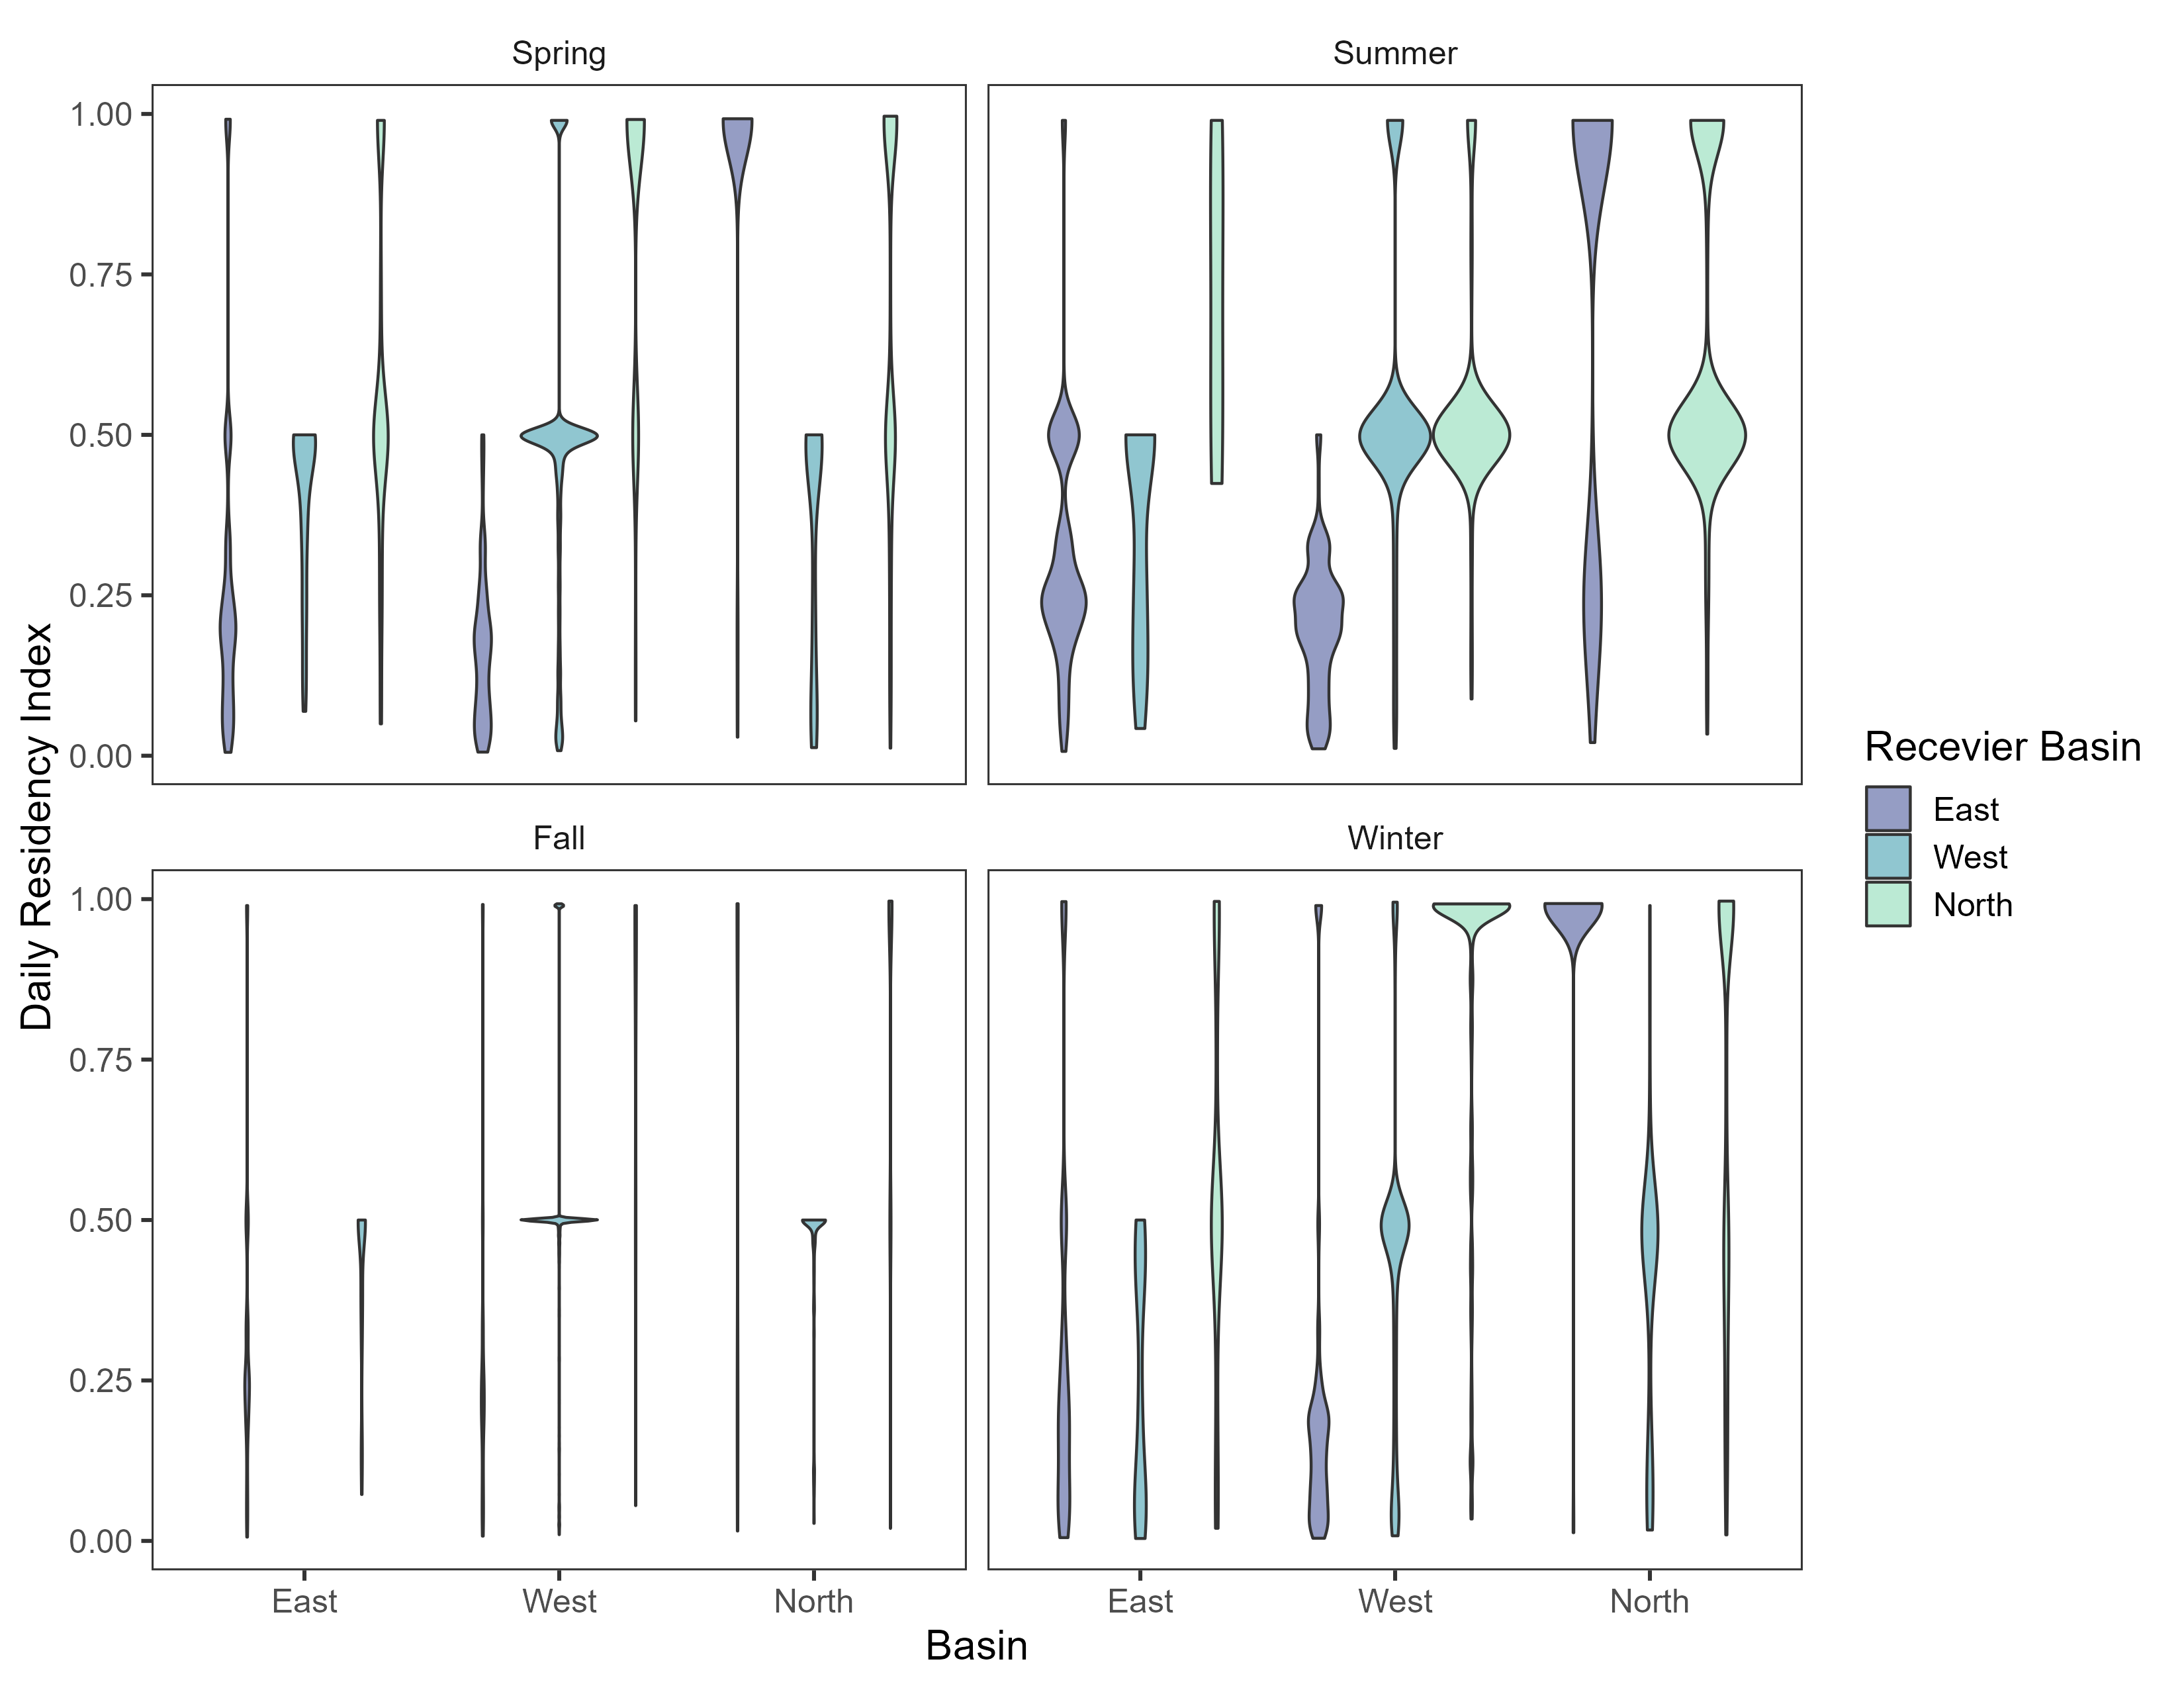 Spring
Summer
1.00
0.75
0.50
0.25
0.00
Fall
Winter
1.00
0.75
0.50
0.25
0.00
East
West
North
East
West
North
Basin
Daily Residency Index
Recevier Basin
East
West
North